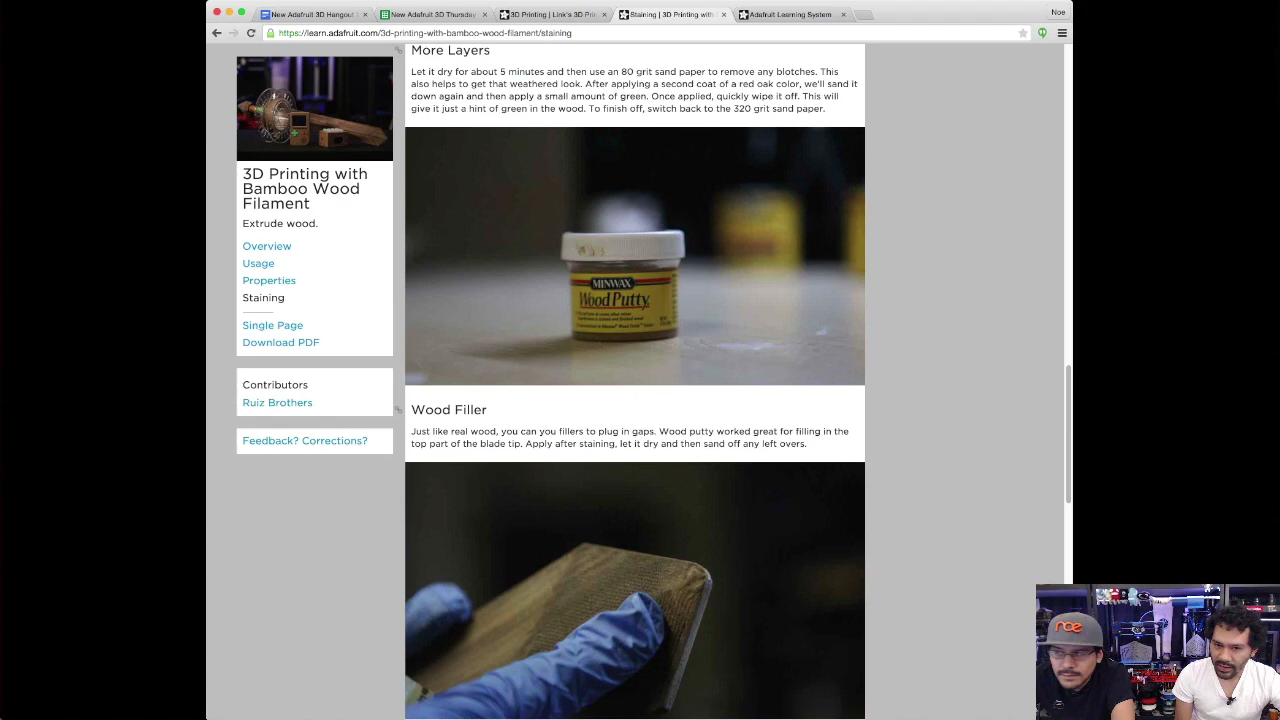 New Adafruit 3D Hangout
New Adafruit 3D Thursday
3D Printing | Link's 3D Prin
Staining | 3D Printing with
Adafruit Learning System
Noe
https://learn.adafruit.com/3d-printing-with-bamboo-wood-filament/staining
More Layers
Let it dry for about 5 minutes and then use an 80 grit sand paper to remove any blotches. This
also helps to get that weathered look. After applying a second coat of a red oak color, we'll sand it
down again and then apply a small amount of green. Once applied, quickly wipe it off. This will
give it just a hint of green in the wood. To finish off, switch back to the 320 grit sand paper.
3D Printing with
Bamboo Wood
Filament
Extrude wood.
Overview
Usage
Properties
Staining
Single Page
Download PDF
Contributors
Ruiz Brothers
Feedback? Corrections?
MINWAX
Wood Putty
Wood Filler
Just like real wood, you can you fillers to plug in gaps. Wood putty worked great for filling in the
top part of the blade tip. Apply after staining, let it dry and then sand off any left overs.
noe